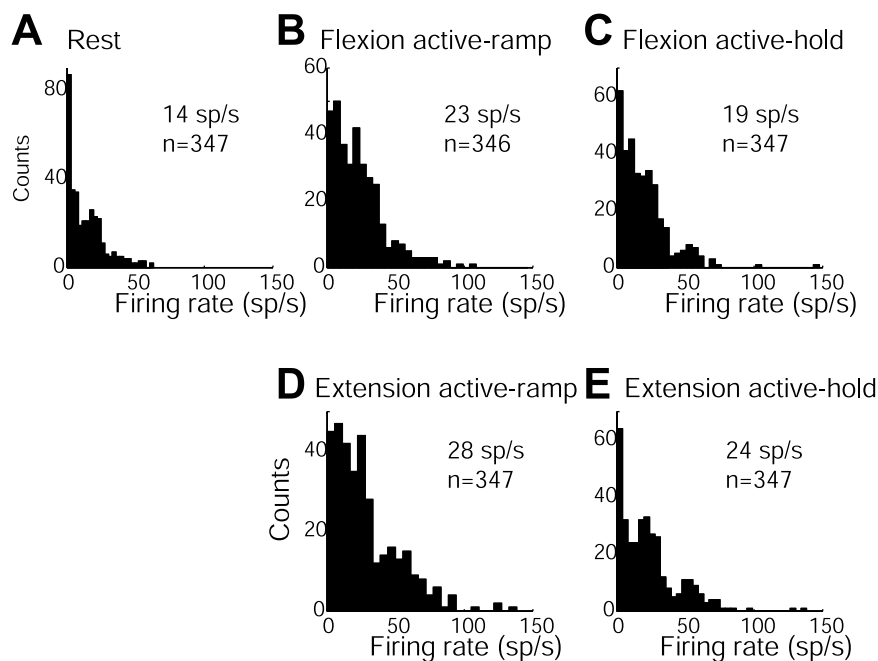 A Rest
80
40
0
Counts
14 sp/s
n=347
0 50 100 150
Firing rate (sp/s)
B Flexion active-ramp
60
40
20
0
23 sp/s
n=346
0 50 100 150
Firing rate (sp/s)
C Flexion active-hold
60
40
20
0
19 sp/s
n=347
0 50 100 150
Firing rate (sp/s)
D Extension active-ramp
40
20
0
Counts
28 sp/s
n=347
0 50 100 150
Firing rate (sp/s)
E Extension active-hold
60
40
20
0
24 sp/s
n=347
0 50 100 150
Firing rate (sp/s)